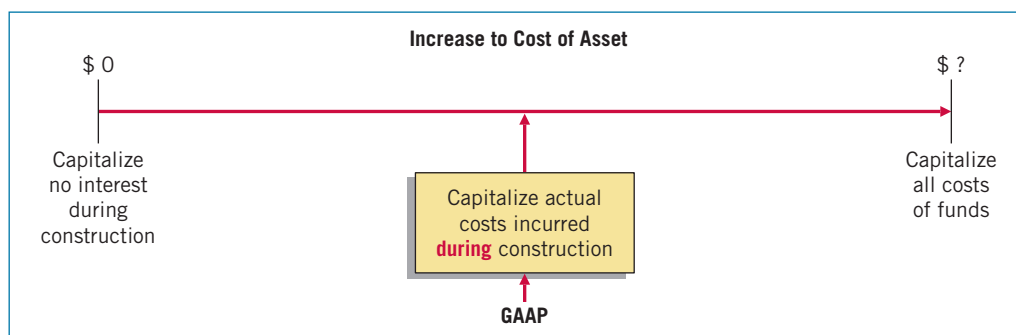 Increase to Cost of Asset
$ 0
$ ?
Capitalize
no interest
during
construction
Capitalize actual
costs incurred
during construction
Capitalize
all costs
of funds
GAAP